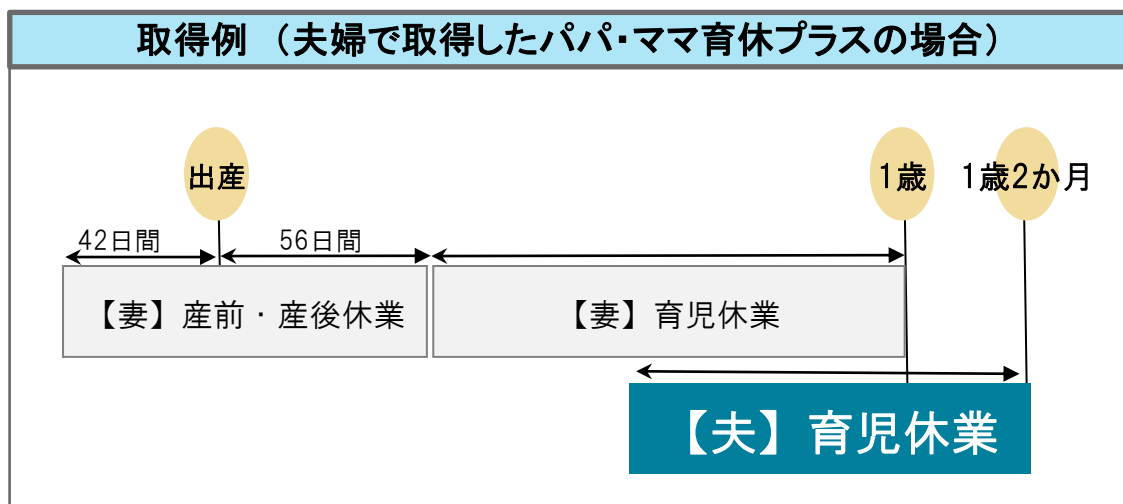 取得例 （夫婦で取得したパパ・ママ育休プラスの場合）
出産
1歳
1歳2か月
42日間
56日間
【妻】産前・産後休業
【妻】育児休業
【夫】育児休業